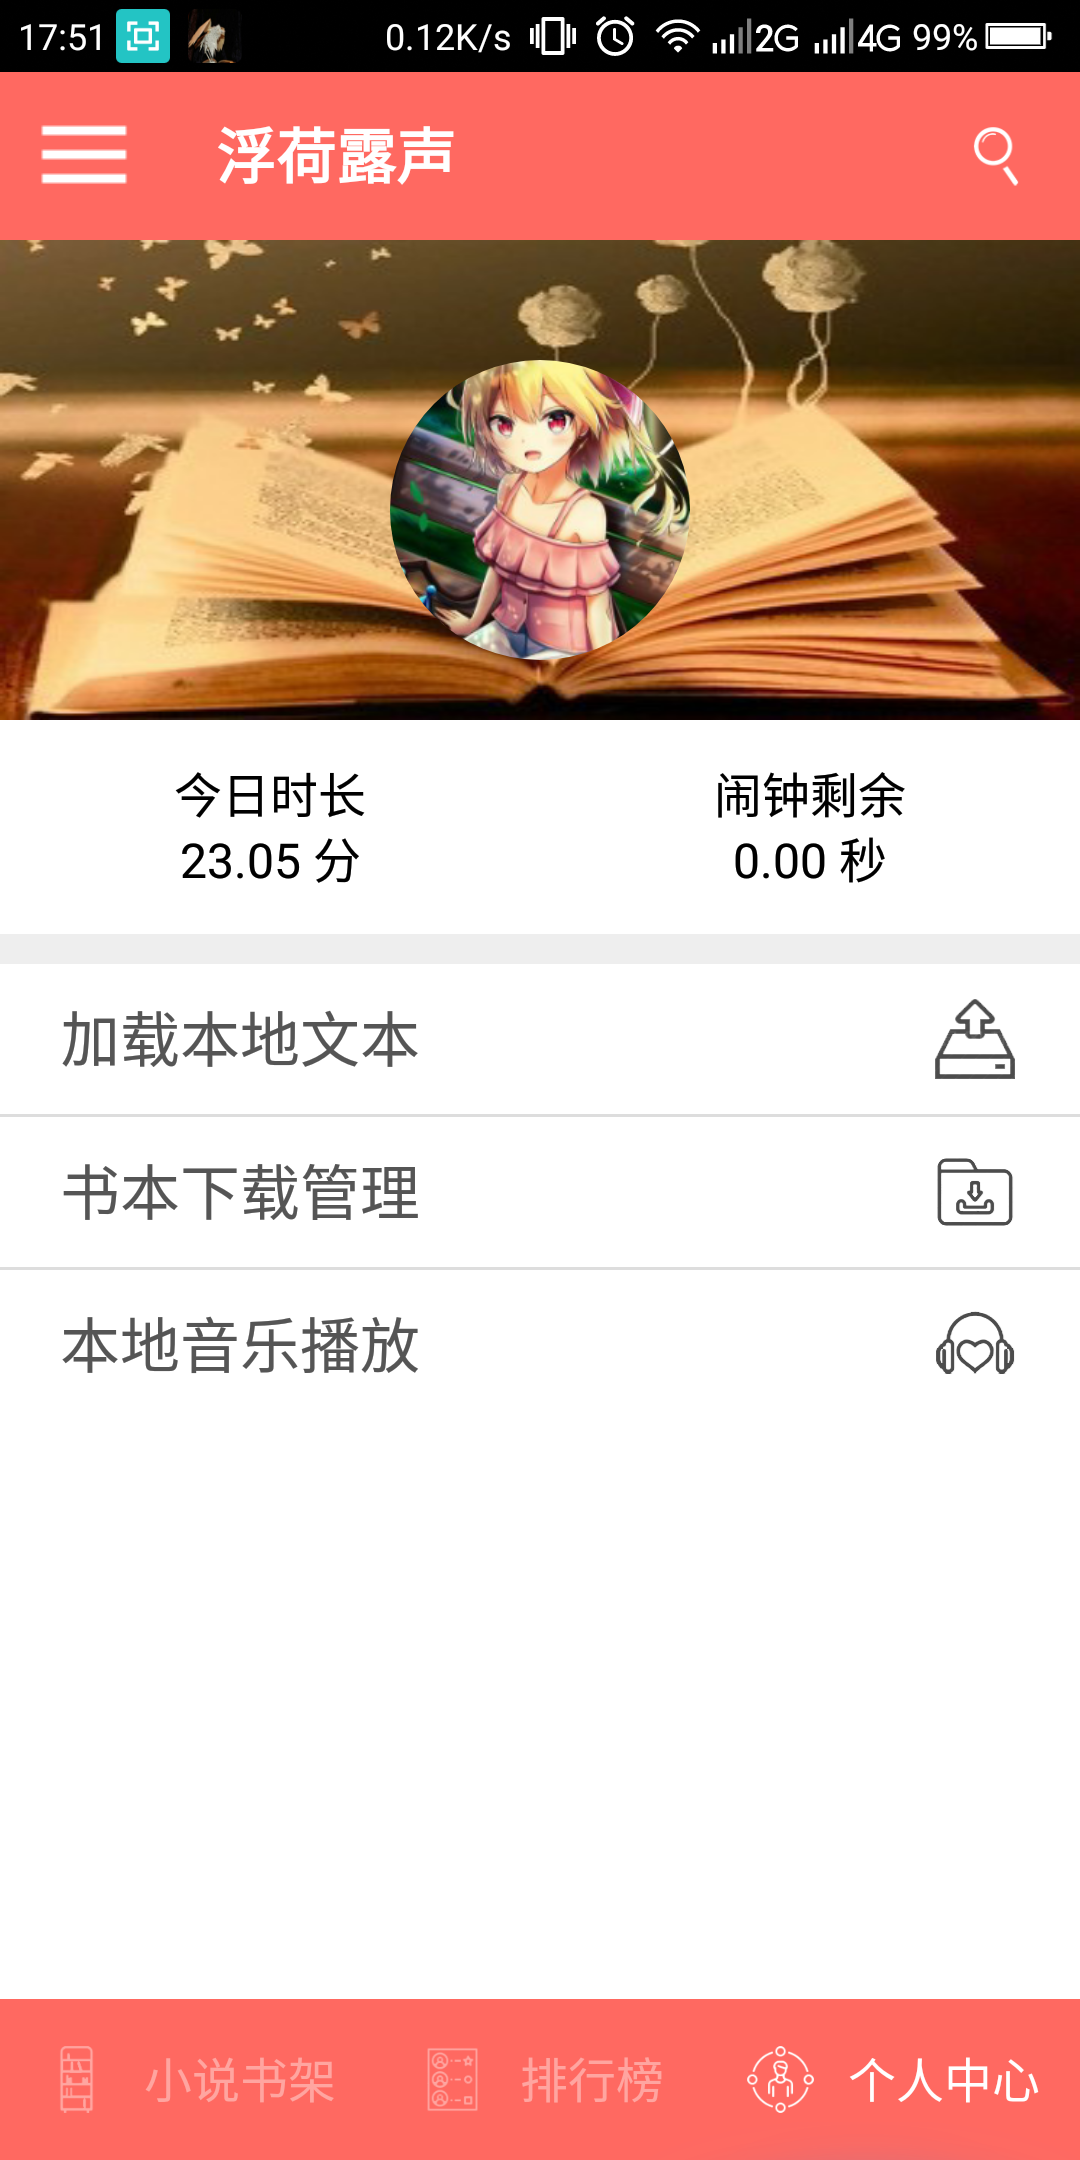 17:51 0.12K/s 2G 4G 99%
浮荷露声
今日时长 闹钟剩余
23.05 分 0.00 秒
加载本地文本
书本下载管理
本地音乐播放
小说书架 排行榜 个人中心